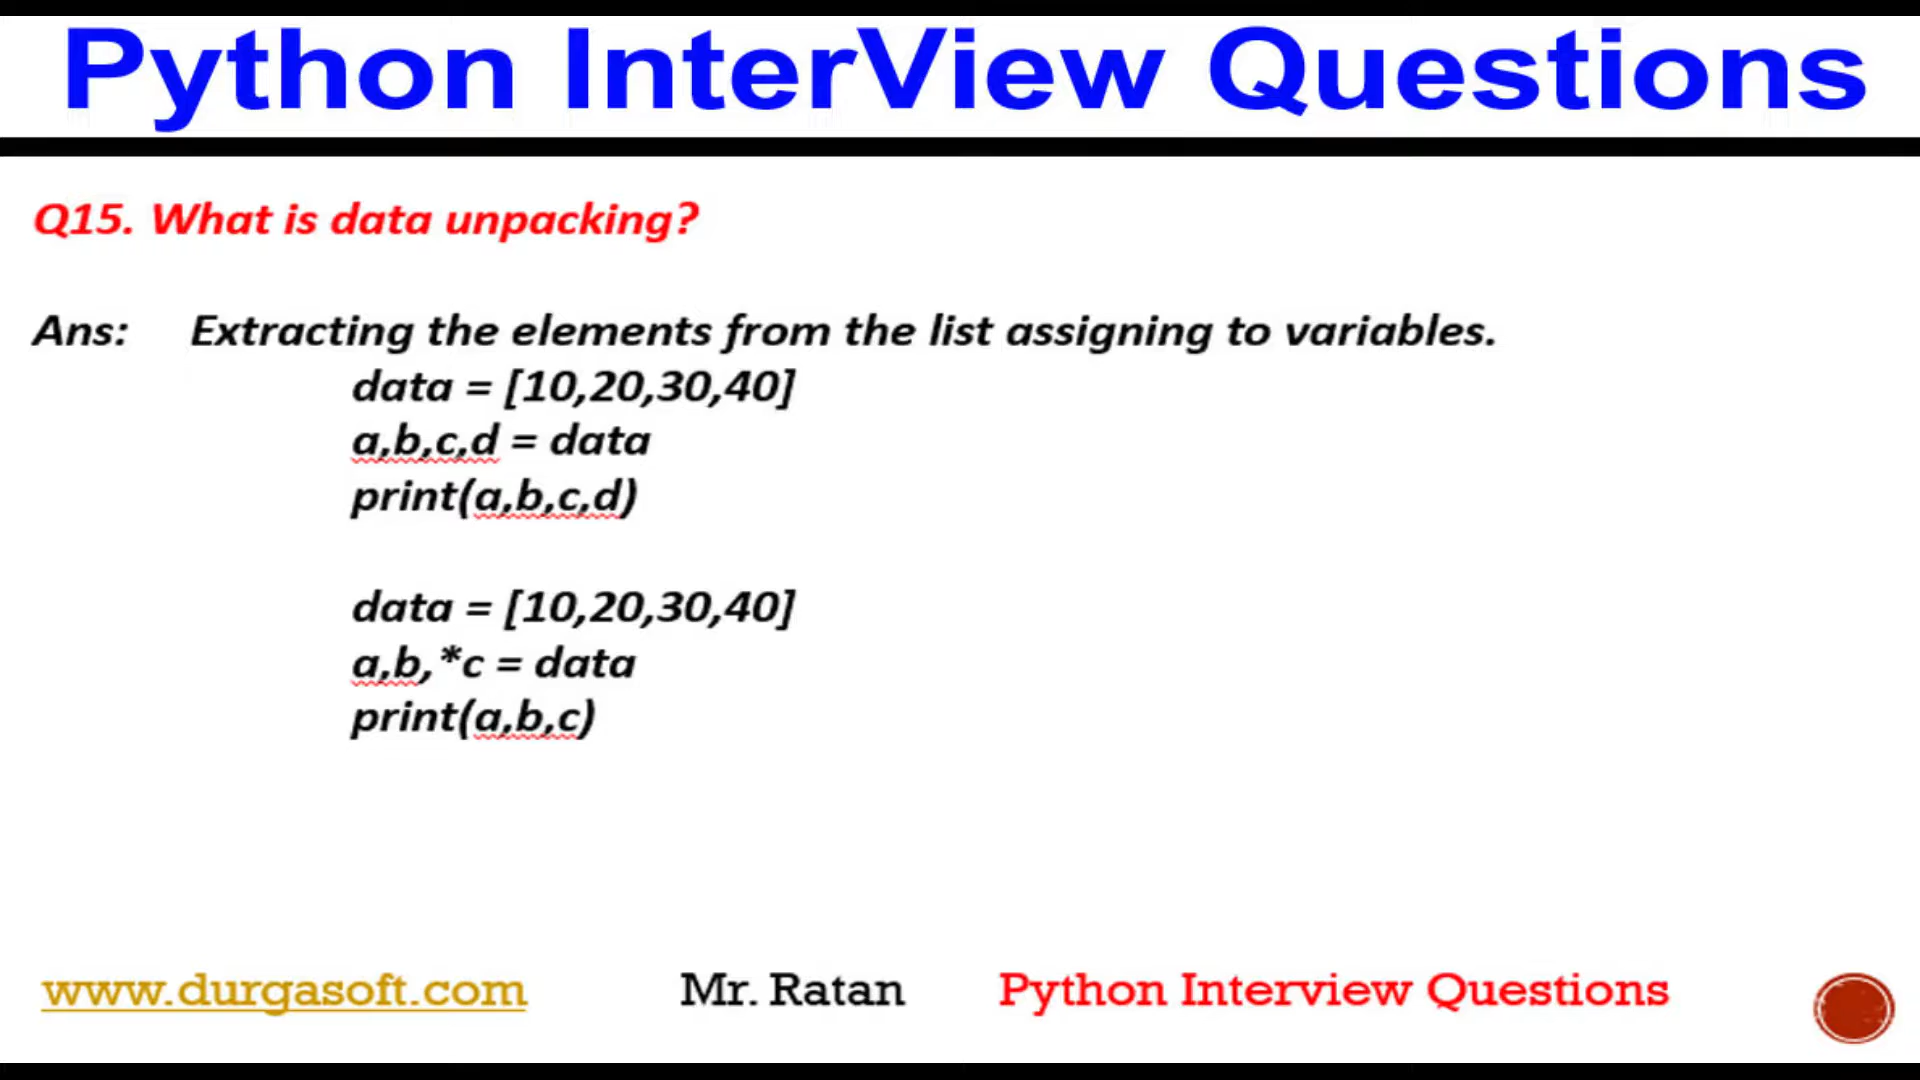 Python InterView Questions
Q15. What is data unpacking?
Ans: Extracting the elements from the list assigning to variables.
data = [10,20,30,40]
a,b,c,d = data
print(a,b,c,d)
data = [10,20,30,40]
a,b,*c = data
print(a,b,c)
www.durgasoft.com Mr. Ratan Python Interview Questions